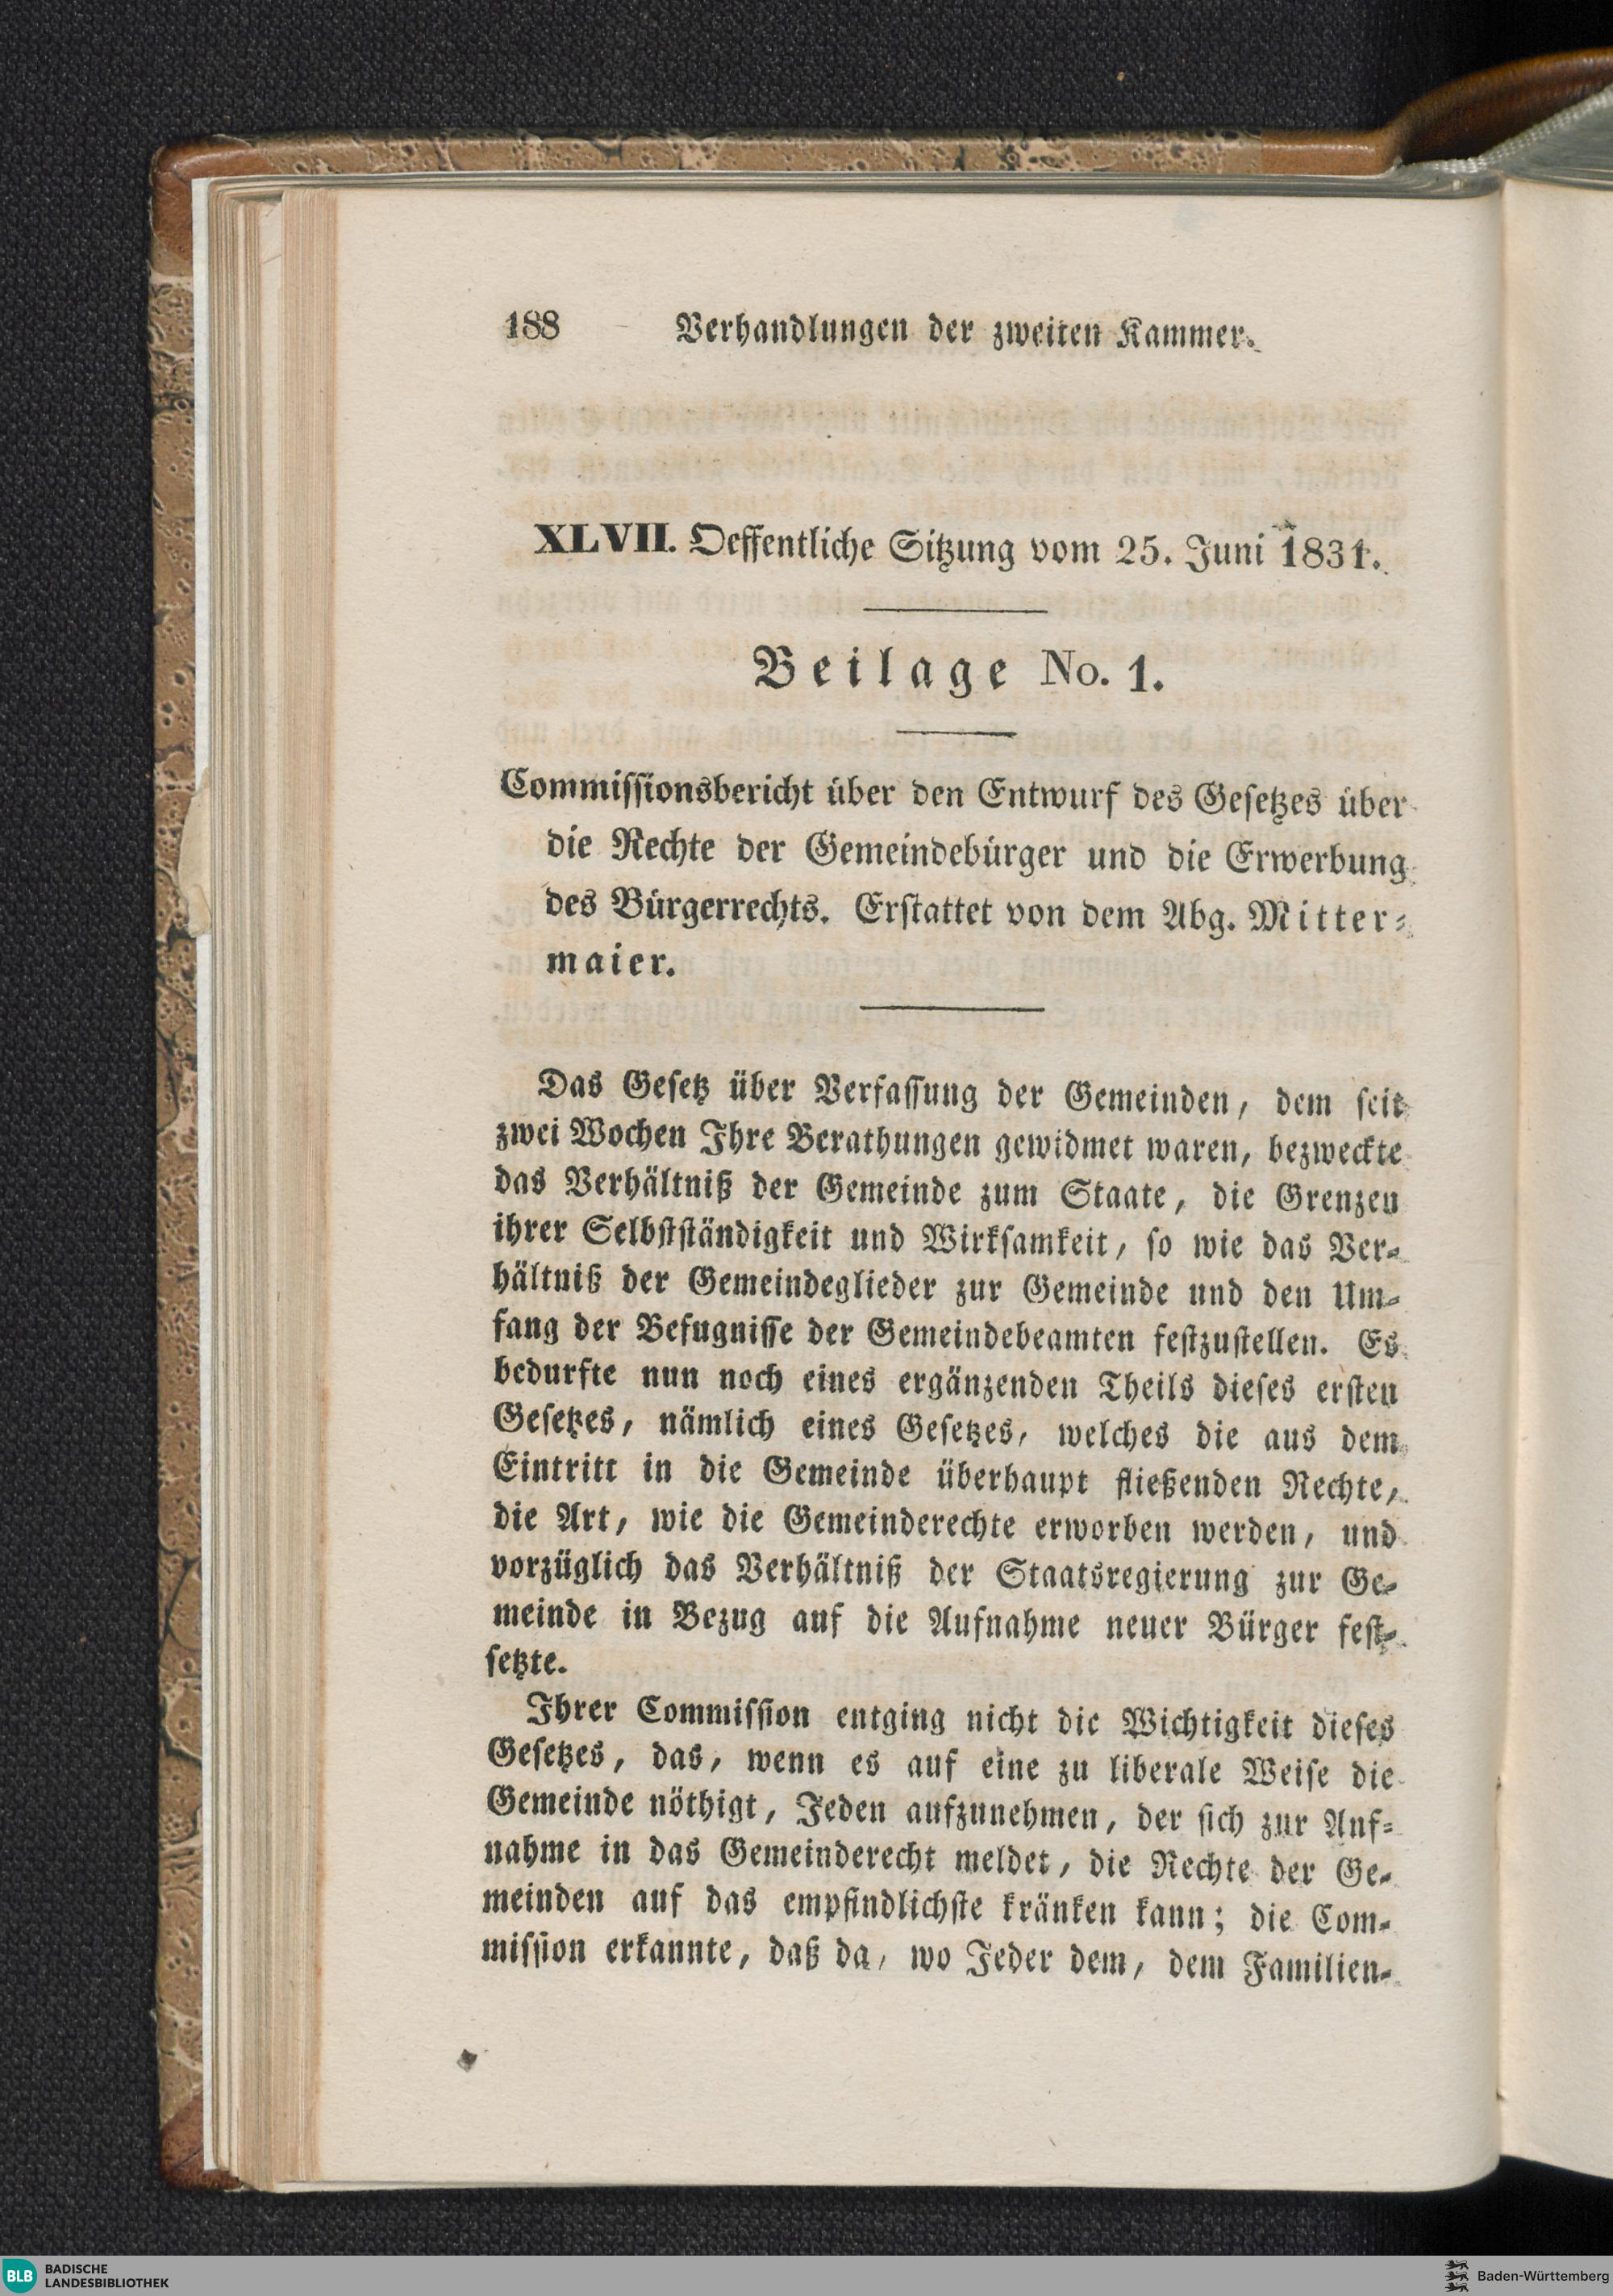 188 Verhandlungen der zweiten Kammer.
XLVII. Oeffentliche Sitzung vom 25. Juni 1831.
Beilage No. 1.
Commissionsbericht über den Entwurf des Gesetzes über
die Rechte der Gemeindebürger und die Erwerbung
des Bürgerrechts. Erstattet von dem Abg. Mitter-
maier.
Das Gesetz über Verfassung der Gemeinden, dem seit
zwei Wochen Ihre Berathungen gewidmet waren, bezweckte
das Verhältniß der Gemeinde zum Staate, die Grenzen
ihrer Selbstständigkeit und Wirksamkeit, so wie das Ver-
hältniß der Gemeindeglieder zur Gemeinde und den Um-
fang der Befugnisse der Gemeindebeamten festzustellen. Es
bedurfte nun noch eines ergänzenden Theils dieses ersten
Gesetzes, nämlich eines Gesetzes, welches die aus dem
Eintritt in die Gemeinde überhaupt fließenden Rechte,
die Art, wie die Gemeinderechte erworben werden, und
vorzüglich das Verhältniß der Staatsregierung zur Ge-
meinde in Bezug auf die Aufnahme neuer Bürger fest-
setzte.
Ihrer Commission entging nicht die Wichtigkeit dieses
Gesetzes, das, wenn es auf eine zu liberale Weise die
Gemeinde nöthigt, Jeden aufzunehmen, der sich zur Auf-
nahme in das Gemeinderecht meldet, die Rechte der Ge-
meinden auf das empfindlichste kränken kann; die Com-
mission erkannte, daß da, wo Jeder dem, dem Familien-
BLB BADISCHE
LANDESBIBLIOTHEK
Baden-Württemberg